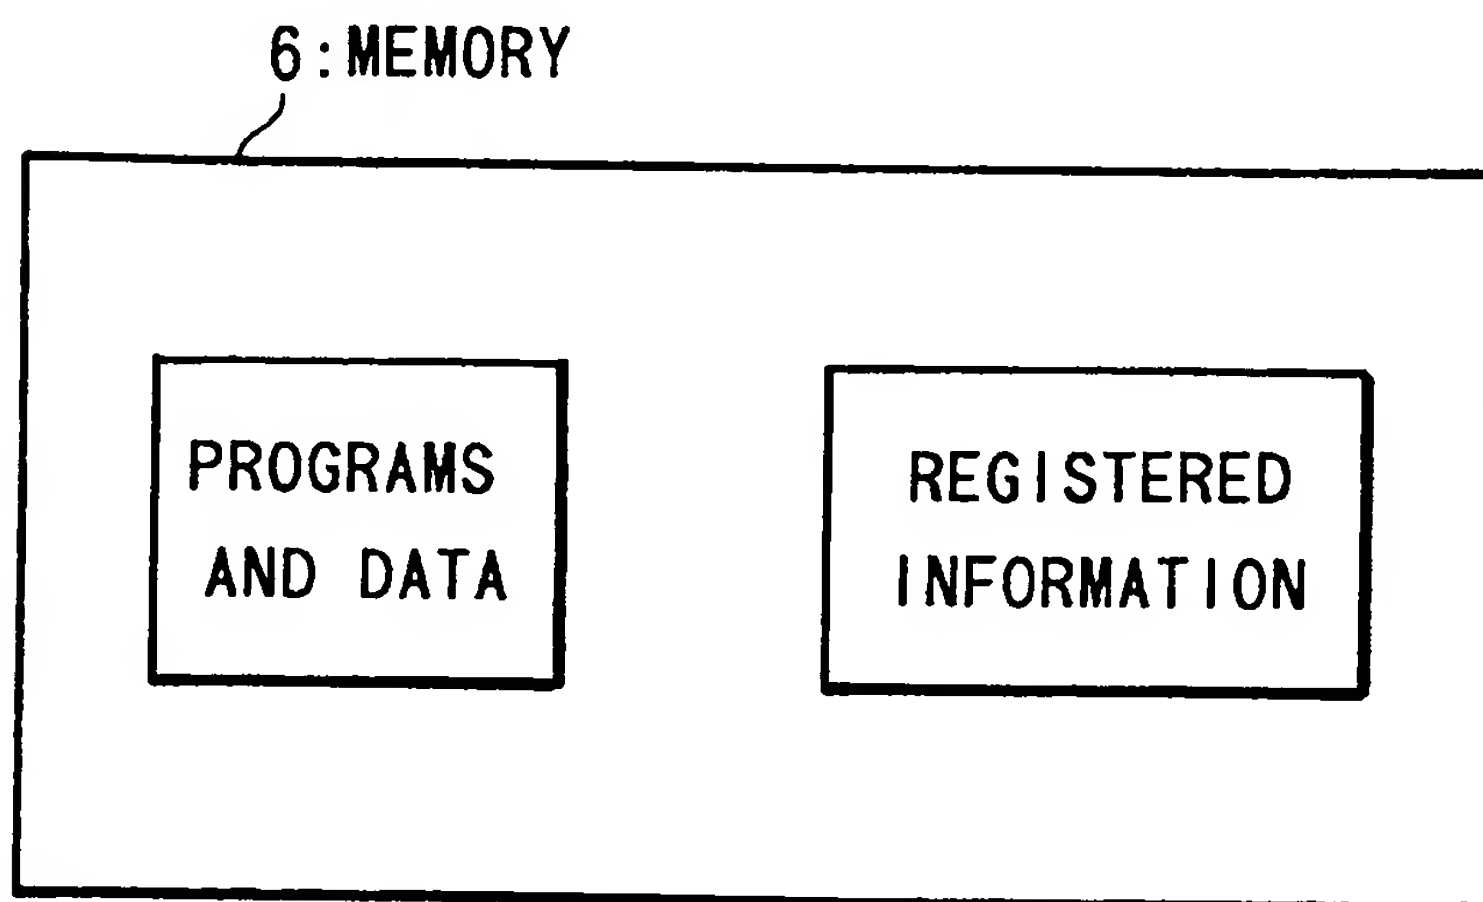 6:MEMORY
PROGRAMS
AND DATA
REGISTERED
INFORMATION